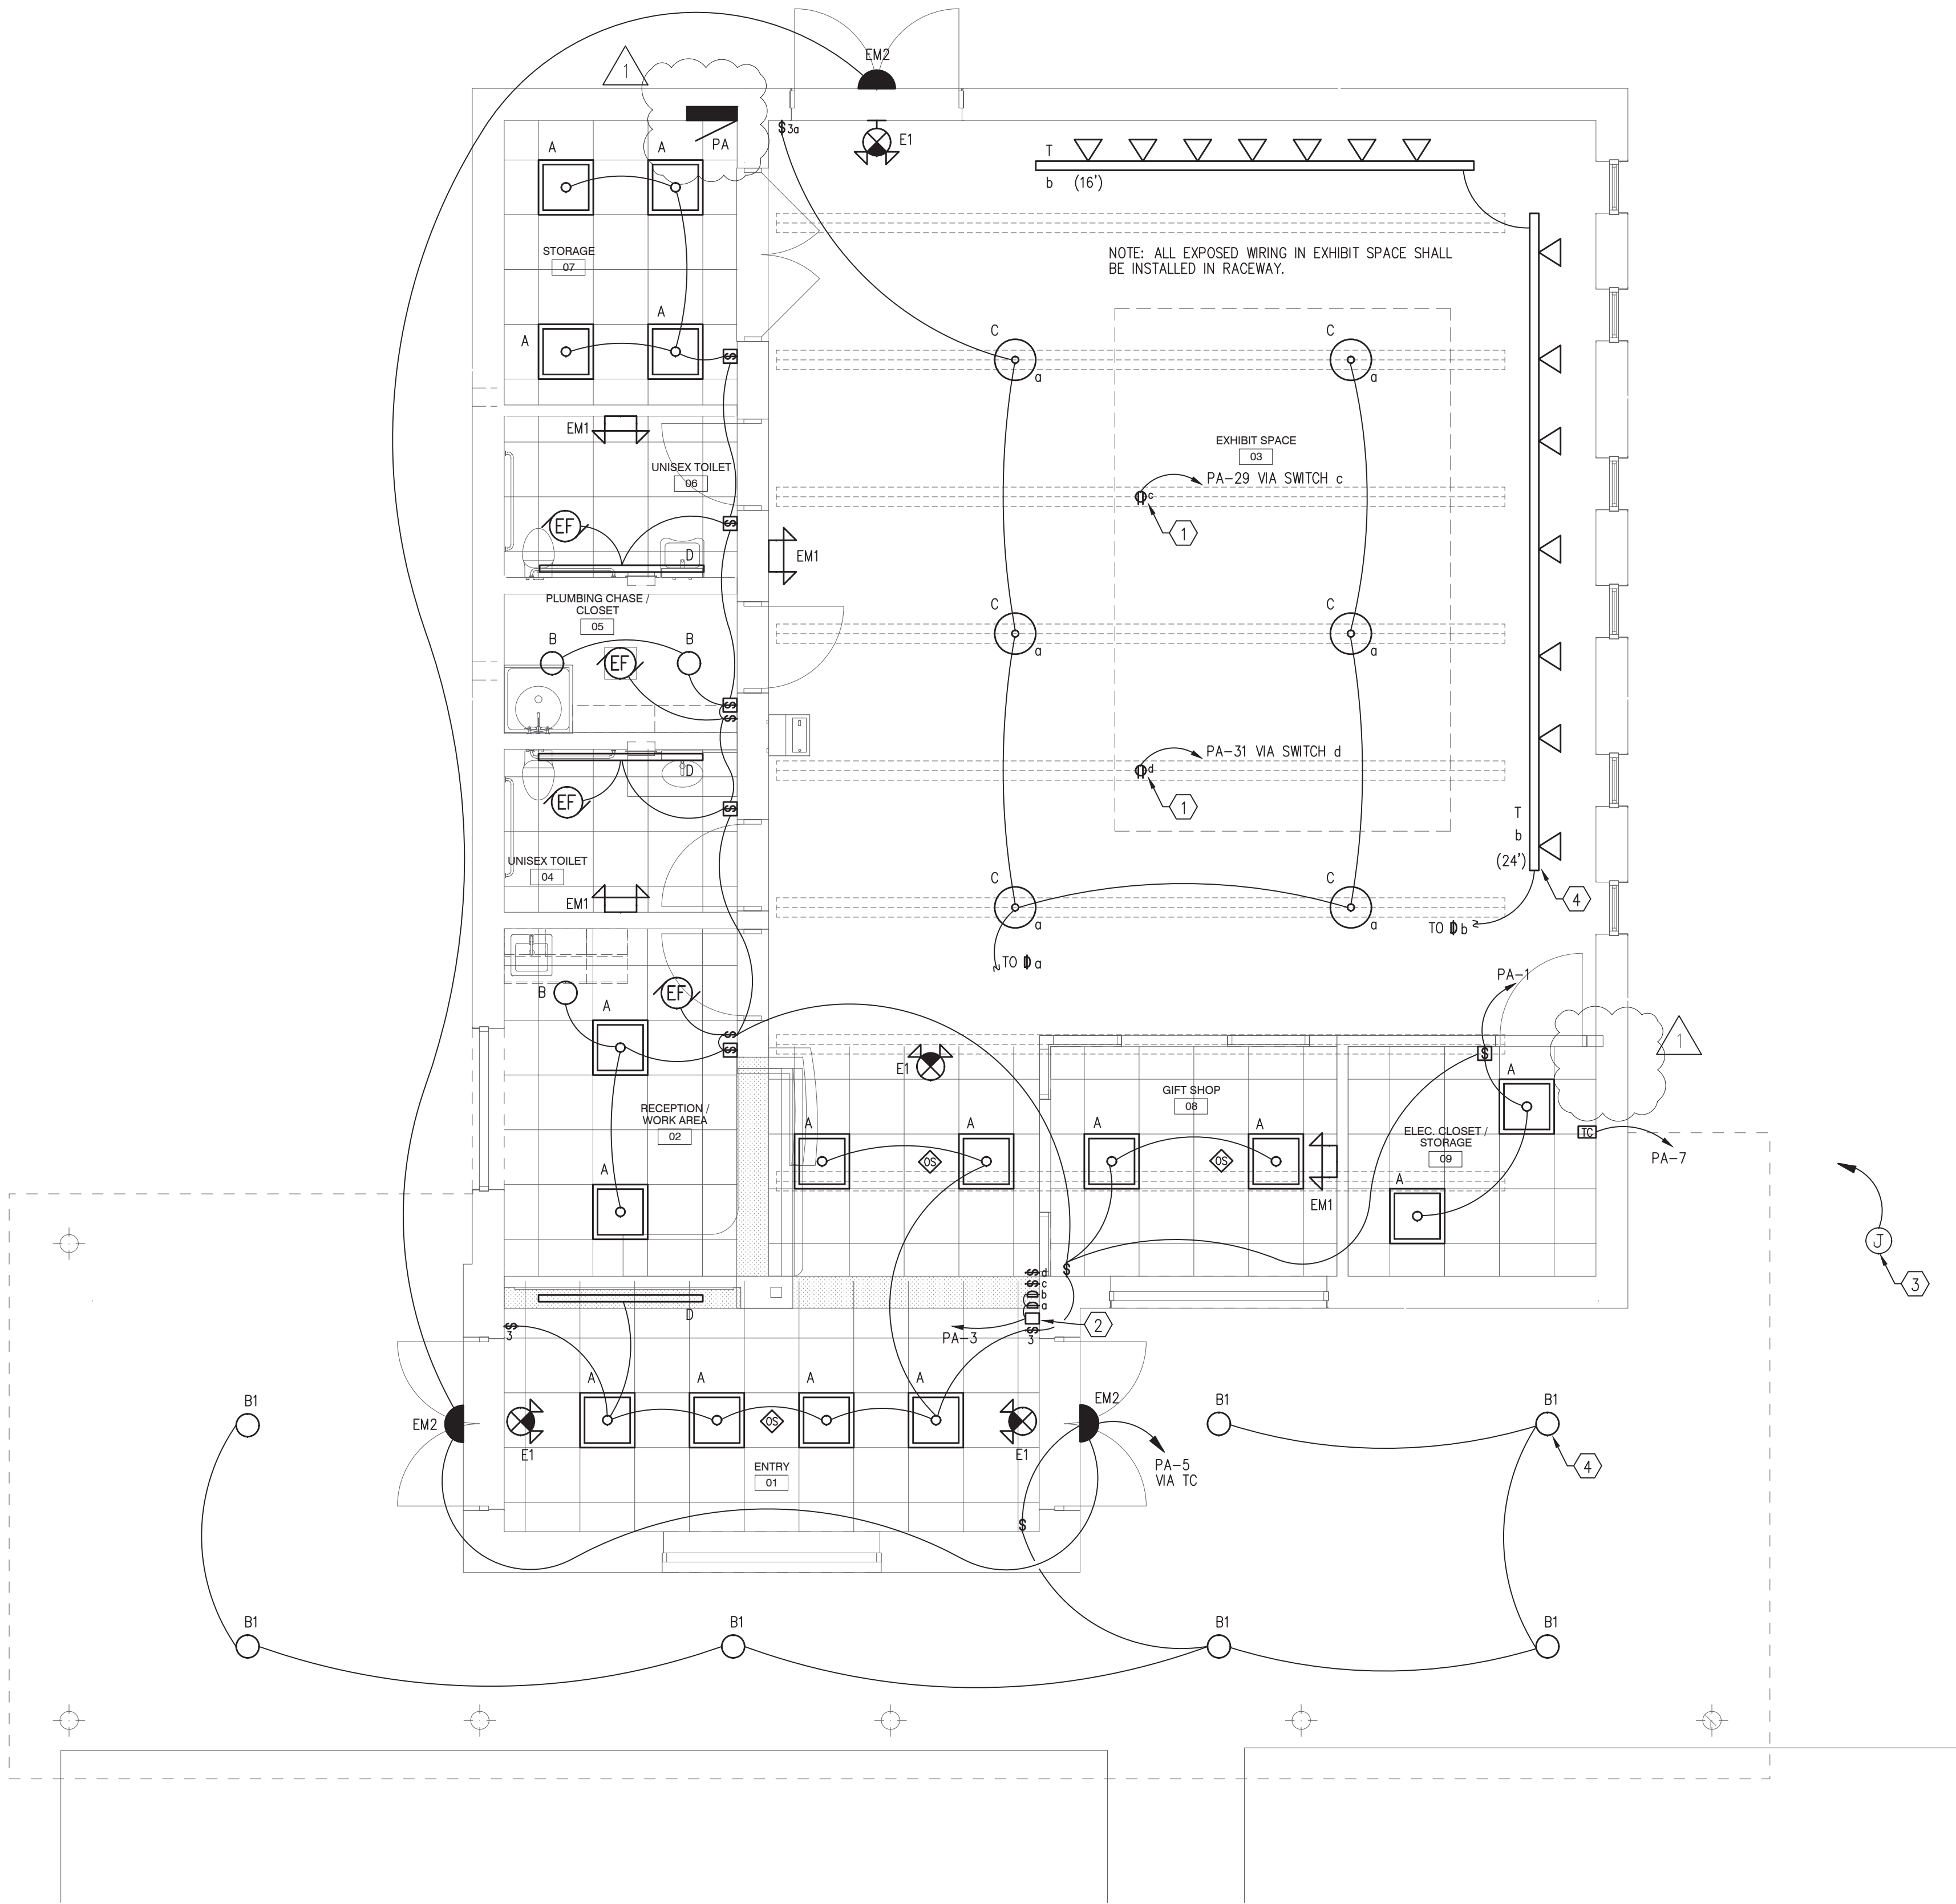 EM2
1
PA
$3a
E1
A
A
T
b (16')
STORAGE
07
NOTE: ALL EXPOSED WIRING IN EXHIBIT SPACE SHALL
BE INSTALLED IN RACEWAY.
A
A
$
C
a
C
a
EM1
UNISEX TOILET
06
EXHIBIT SPACE
03
PA-29 VIA SWITCH c
c
1
EF
$
D
EM1
PLUMBING CHASE /
CLOSET
05
B
EF
B
$
$
C
a
C
a
D
EF
$
PA-31 VIA SWITCH d
d
1
T
b
(24')
4
UNISEX TOILET
04
EM1
C
a
C
a
TO a
TO b
B
A
EF
$
$
PA-1
1
$
E1
A
TC
PA-7
RECEPTION /
WORK AREA
02
A
A
A
OS
A
GIFT SHOP
08
A
OS
A
EM1
ELEC. CLOSET /
STORAGE
09
A
J
3
$d
$c
b
a
$
2
$
3
PA-3
D
$
3
A
A
A
A
OS
EM2
E1
E1
EM2
PA-5
VIA TC
ENTRY
01
$
B1
B1
B1
4
B1
B1
B1
B1